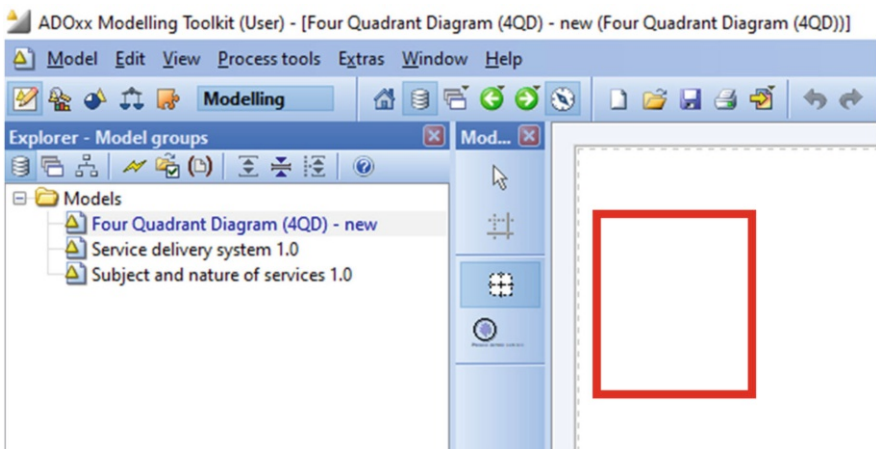 ADOxx Modelling Toolkit (User) - [Four Quadrant Diagram (4QD) - new (Four Quadrant Diagram (4QD))]
Model Edit View Process tools Extras Window Help
Modelling
Explorer - Model groups
Mod...
Models
Four Quadrant Diagram (4QD) - new
Service delivery system 1.0
Subject and nature of services 1.0